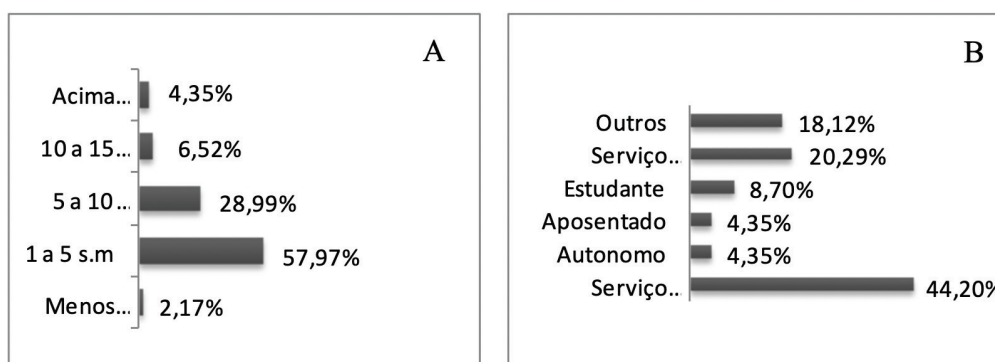 A
Acima... 4,35%
10 a 15 ... 6,52%
5 a 10 ... 28,99%
1 a 5 s.m 57,97%
Menos... 2,17%
B
Outros 18,12%
Serviço... 20,29%
Estudante 8,70%
Aposentado 4,35%
Autonomo 4,35%
Serviço... 44,20%